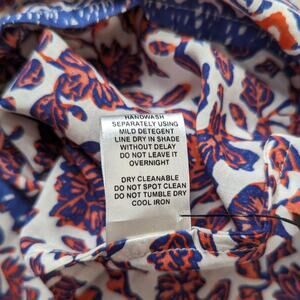 HANDWASH
SEPARATELY USING
MILD DETEGENT
LINE DRY IN SHADE
WITHOUT DELAY
DO NOT LEAVE IT
OVERNIGHT
DRY CLEANABLE
DO NOT SPOT CLEAN
DO NOT TUMBLE DRY
COOL IRON